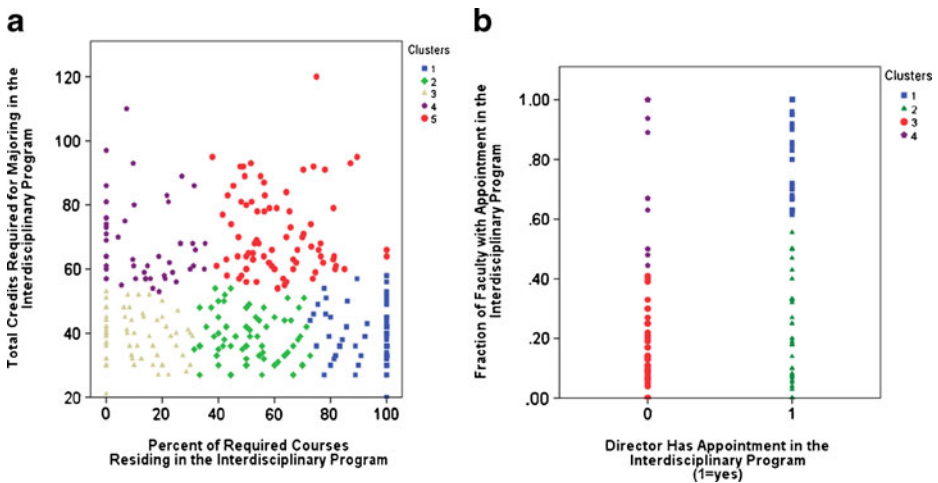 a
Total Credits Required for Majoring in the
Interdisciplinary Program
120
100
80
60
40
20
0
20
40
60
80
100
Percent of Required Courses
Residing in the Interdisciplinary Program
Clusters
1
2
3
4
5
b
Fraction of Faculty with Appointment in the
Interdisciplinary Program
1.00
.80
.60
.40
.20
.00
0
1
Director Has Appointment in the
Interdisciplinary Program
(1=yes)
Clusters
1
2
3
4